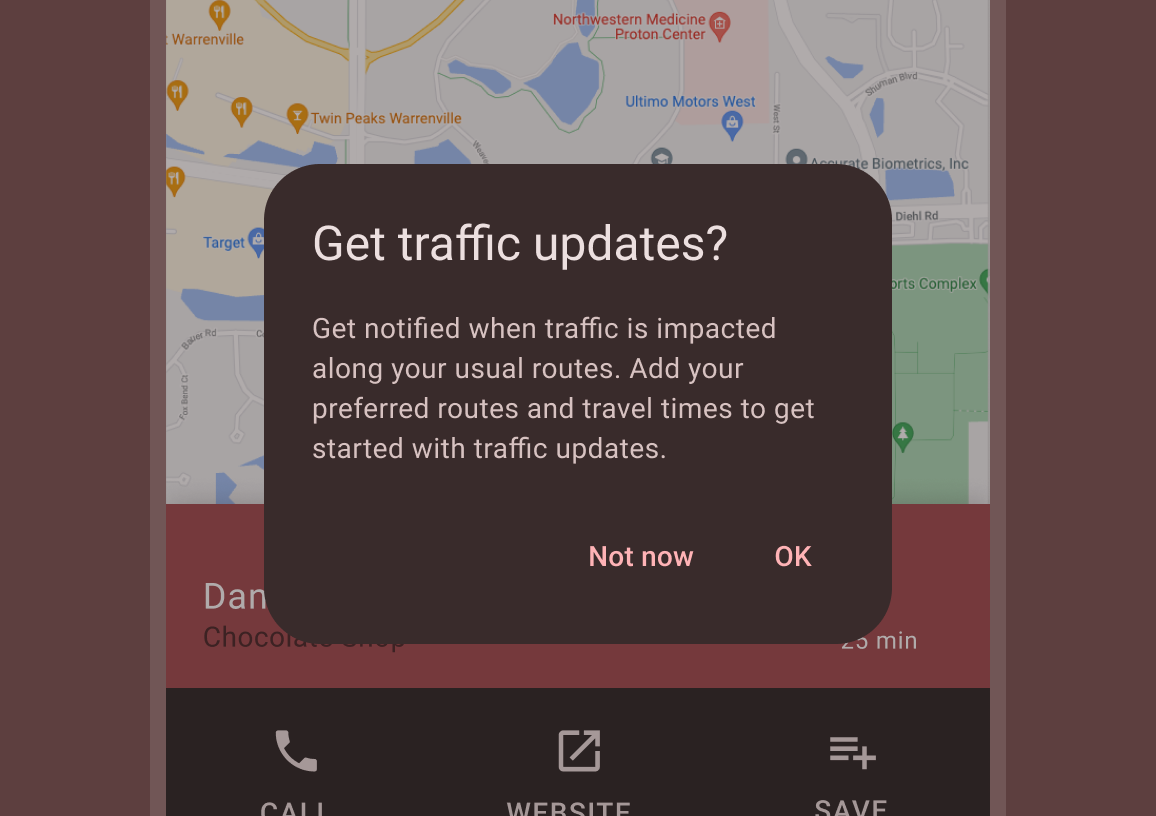 Northwestern Medicine
Proton Center
Warrenville
Shuman Blvd
Ultimo Motors West
West St
Twin Peaks Warrenville
Accurate Biometrics, Inc
Diehl Rd
Target
Get traffic updates?
orts Complex
Get notified when traffic is impacted
along your usual routes. Add your
preferred routes and travel times to get
started with traffic updates.
Bauer Rd
Fox Bend Ct
Not now
OK
Dan
Chocolate Shop
25 min
CALL
WEBSITE
SAVE